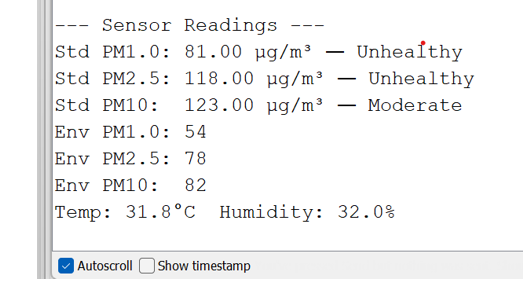 --- Sensor Readings ---
Std PM1.0: 81.00 µg/m³ — Unhealthy
Std PM2.5: 118.00 µg/m³ — Unhealthy
Std PM10:  123.00 µg/m³ — Moderate
Env PM1.0: 54
Env PM2.5: 78
Env PM10:  82
Temp: 31.8°C  Humidity: 32.0%
Autoscroll Show timestamp